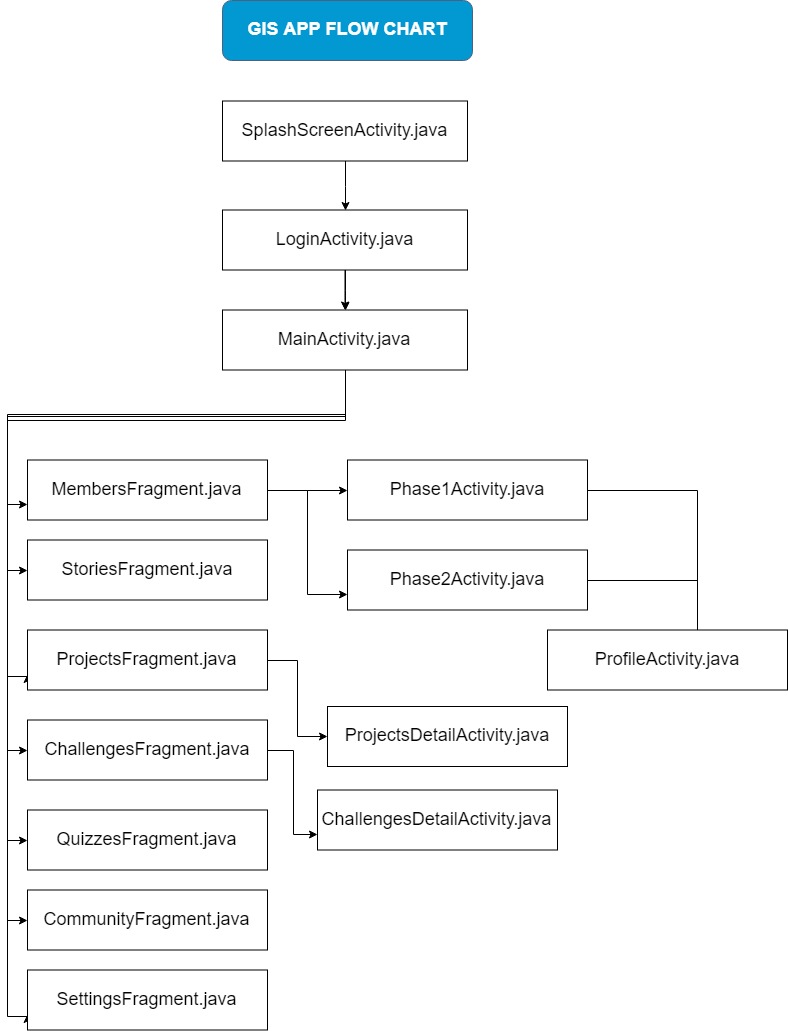 GIS APP FLOW CHART
SplashScreenActivity.java
LoginActivity.java
MainActivity.java
MembersFragment.java
Phase1Activity.java
StoriesFragment.java
Phase2Activity.java
ProjectsFragment.java
ProfileActivity.java
ProjectsDetailActivity.java
ChallengesFragment.java
ChallengesDetailActivity.java
QuizzesFragment.java
CommunityFragment.java
SettingsFragment.java